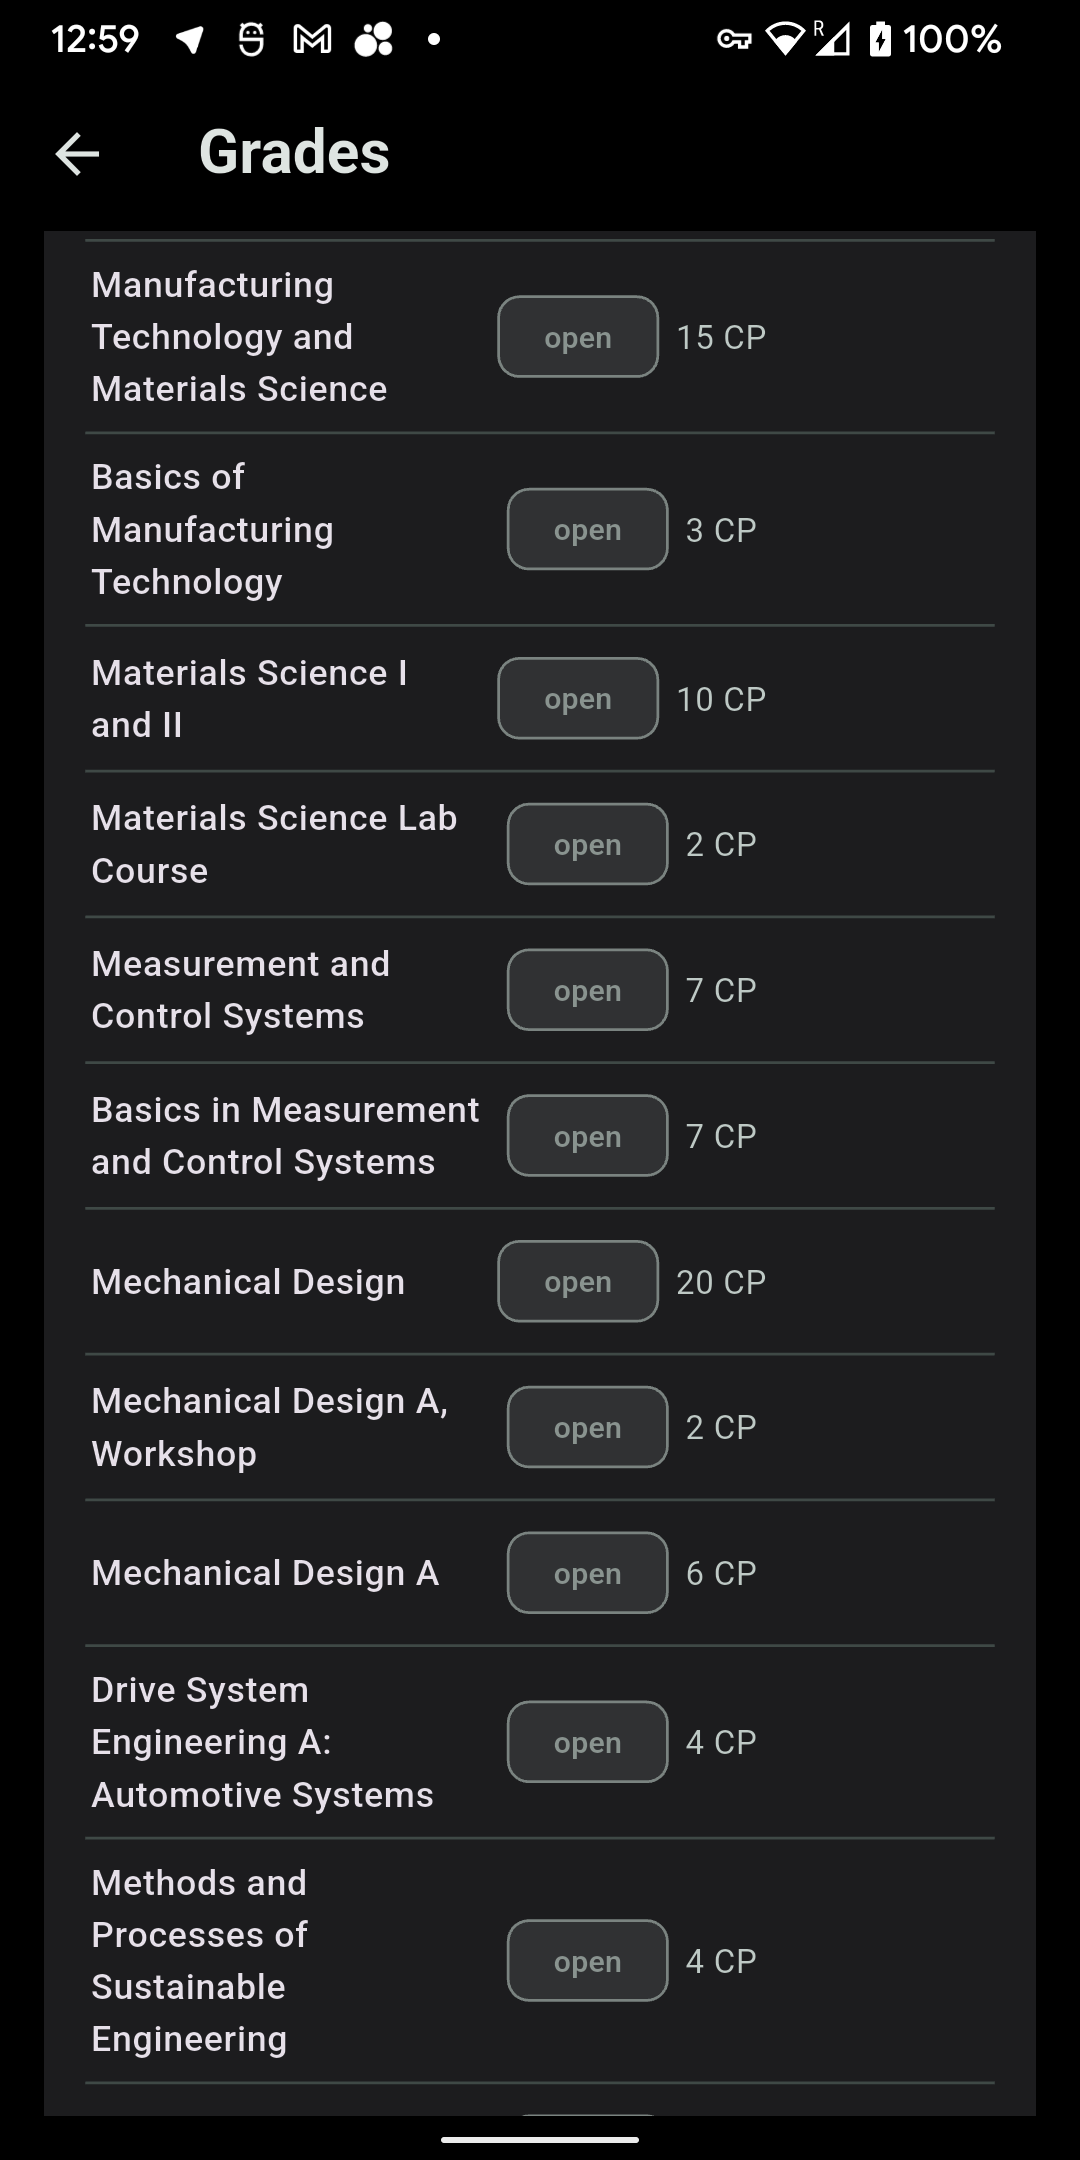 12:59
R
100%
Grades
Manufacturing
Technology and
Materials Science
open
15 CP
Basics of
Manufacturing
Technology
open
3 CP
Materials Science I
and II
open
10 CP
Materials Science Lab
Course
open
2 CP
Measurement and
Control Systems
open
7 CP
Basics in Measurement
and Control Systems
open
7 CP
Mechanical Design
open
20 CP
Mechanical Design A,
Workshop
open
2 CP
Mechanical Design A
open
6 CP
Drive System
Engineering A:
Automotive Systems
open
4 CP
Methods and
Processes of
Sustainable
Engineering
open
4 CP